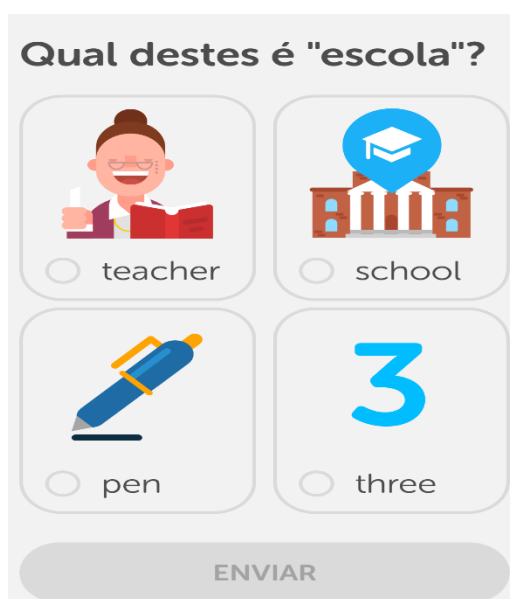 Qual destes é "escola"?
teacher
school
pen
3
three
ENVIAR